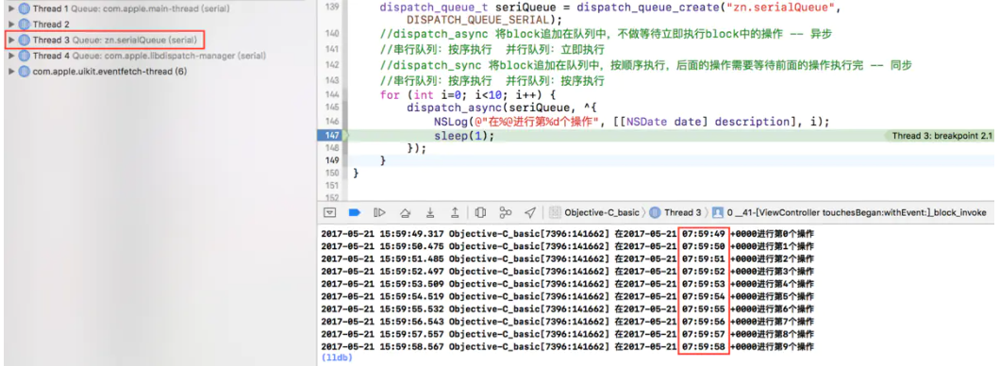 Thread 1 Queue: com.apple.main-thread (serial)
Thread 2
Thread 3 Queue: zn.serialQueue (serial)
Thread 4 Queue: com.apple.libdispatch-manager (serial)
com.apple.uikit.eventfetch-thread (6)
139 dispatch_queue_t seriQueue = dispatch_queue_create("zn.serialQueue",
DISPATCH_QUEUE_SERIAL);
140 //dispatch_async 将block追加在队列中，不做等待立即执行block中的操作 -- 异步
141 //串行队列：按序执行 并行队列：立即执行
142 //dispatch_sync 将block追加在队列中，按顺序执行，后面的操作需要等待前面的操作执行完 -- 同步
143 //串行队列：按序执行 并行队列：按序执行
144 for (int i=0; i<10; i++) {
145 dispatch_async(seriQueue, ^{
146 NSLog(@"在%@进行第%d个操作", [[NSDate date] description], i);
147 sleep(1); Thread 3: breakpoint 2.1
148 });
149 }
150 }
151
152
Objective-C_basic Thread 3 0 __41-[ViewController touchesBegan:withEvent:]_block_invoke
2017-05-21 15:59:49.317 Objective-C_basic[7396:141662] 在2017-05-21 07:59:49 +0000进行第0个操作
2017-05-21 15:59:50.475 Objective-C_basic[7396:141662] 在2017-05-21 07:59:50 +0000进行第1个操作
2017-05-21 15:59:51.485 Objective-C_basic[7396:141662] 在2017-05-21 07:59:51 +0000进行第2个操作
2017-05-21 15:59:52.497 Objective-C_basic[7396:141662] 在2017-05-21 07:59:52 +0000进行第3个操作
2017-05-21 15:59:53.509 Objective-C_basic[7396:141662] 在2017-05-21 07:59:53 +0000进行第4个操作
2017-05-21 15:59:54.519 Objective-C_basic[7396:141662] 在2017-05-21 07:59:54 +0000进行第5个操作
2017-05-21 15:59:55.532 Objective-C_basic[7396:141662] 在2017-05-21 07:59:55 +0000进行第6个操作
2017-05-21 15:59:56.543 Objective-C_basic[7396:141662] 在2017-05-21 07:59:56 +0000进行第7个操作
2017-05-21 15:59:57.557 Objective-C_basic[7396:141662] 在2017-05-21 07:59:57 +0000进行第8个操作
2017-05-21 15:59:58.567 Objective-C_basic[7396:141662] 在2017-05-21 07:59:58 +0000进行第9个操作
(lldb)